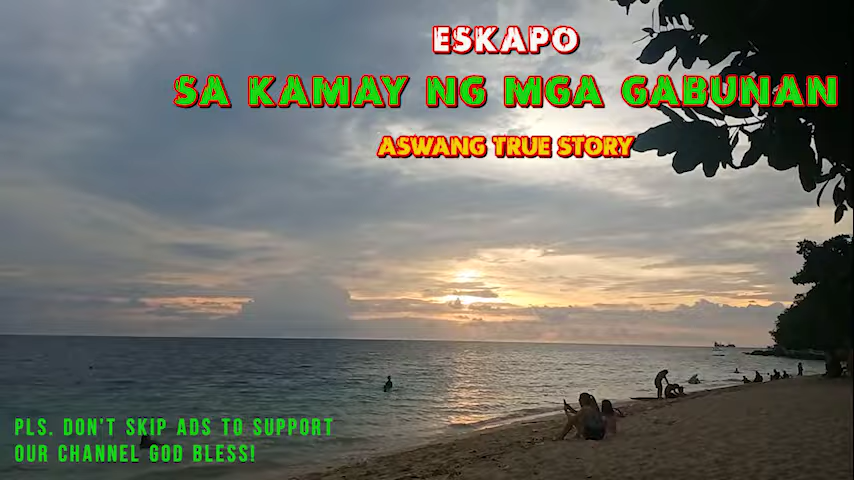 ESKAPO
SA KAMAY NG MGA GABUNAN
ASWANG TRUE STORY
PLS. DON'T SKIP ADS TO SUPPORT
OUR CHANNEL GOD BLESS!